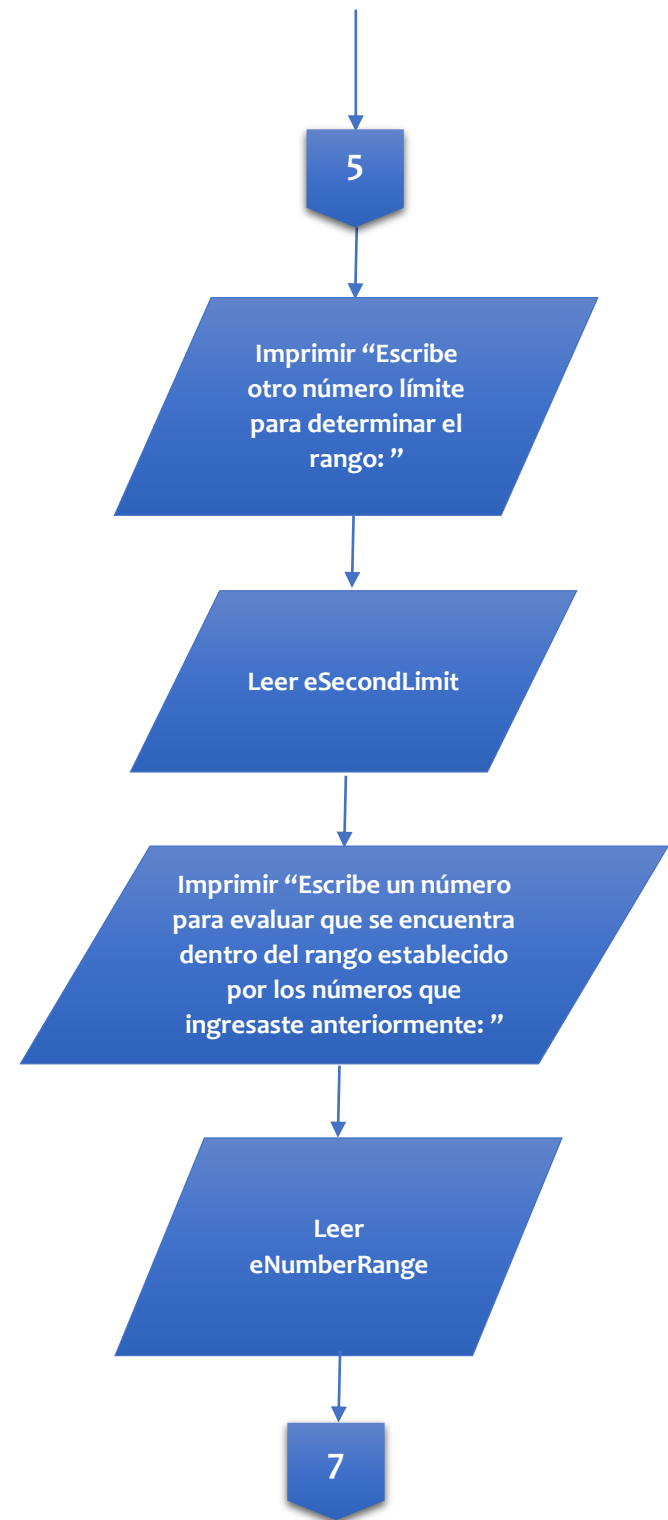 5
Imprimir “Escribe
otro número límite
para determinar el
rango: ”
Leer eSecondLimit
Imprimir “Escribe un número
para evaluar que se encuentra
dentro del rango establecido
por los números que
ingresaste anteriormente: ”
Leer
eNumberRange
7